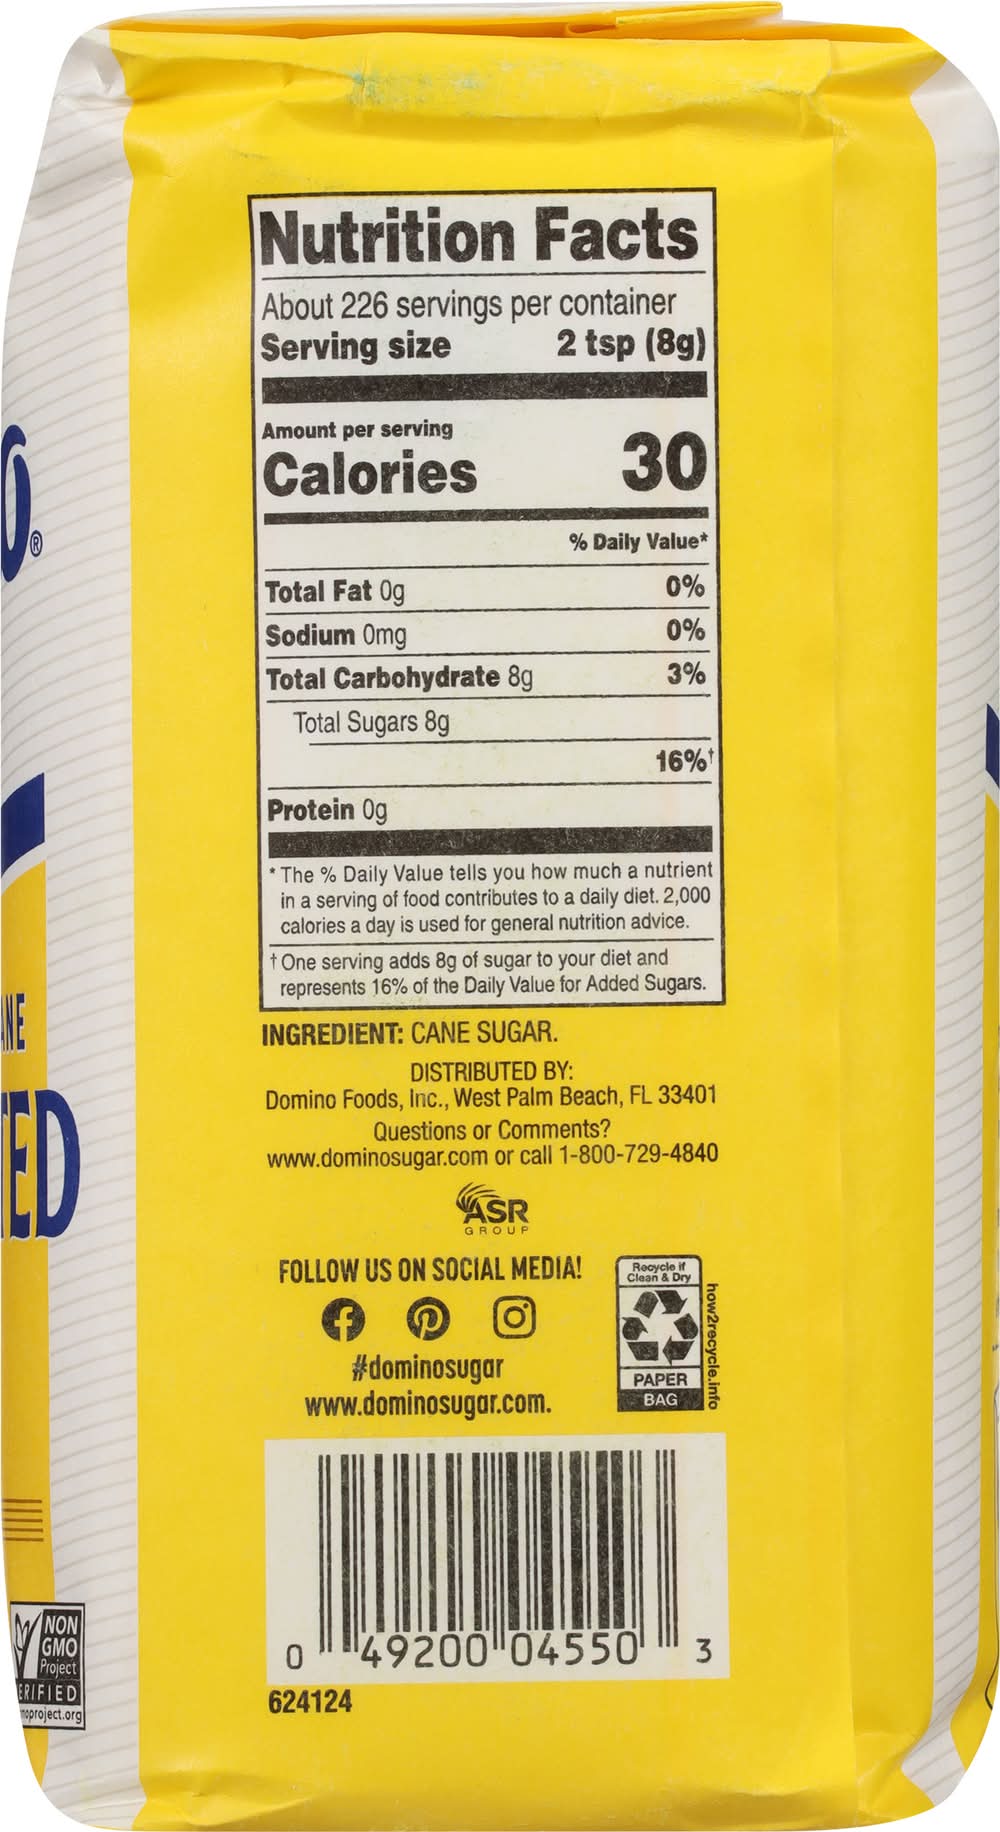 Nutrition Facts
About 226 servings per container
Serving size 2 tsp (8g)
Amount per serving
Calories 30
% Daily Value*
Total Fat 0g 0%
Sodium 0mg 0%
Total Carbohydrate 8g 3%
Total Sugars 8g
16%†
Protein 0g
* The % Daily Value tells you how much a nutrient
in a serving of food contributes to a daily diet. 2,000
calories a day is used for general nutrition advice.
† One serving adds 8g of sugar to your diet and
represents 16% of the Daily Value for Added Sugars.
INGREDIENT: CANE SUGAR.
DISTRIBUTED BY:
Domino Foods, Inc., West Palm Beach, FL 33401
Questions or Comments?
www.dominosugar.com or call 1-800-729-4840
ASR
GROUP
FOLLOW US ON SOCIAL MEDIA!
#dominosugar
www.dominosugar.com.
Recycle if
Clean & Dry
PAPER
BAG
how2recycle.info
0 49200 04550 3
624124
O®
ANE
TED
NON
GMO
Project
ERIFIED
moproject.org